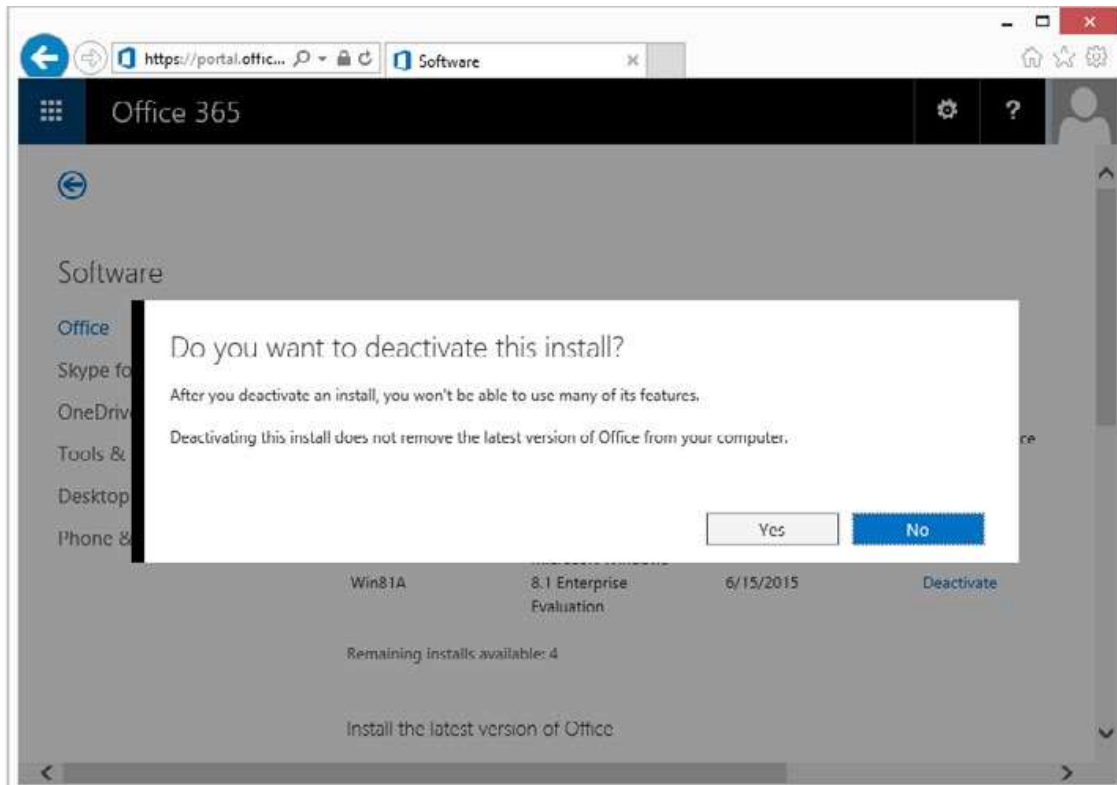 https://portal.offic...
Software
Office 365
?
Software
Office
Skype fo
OneDriv
Tools &
Desktop
Phone &
Do you want to deactivate this install?
After you deactivate an install, you won't be able to use many of its features.
Deactivating this install does not remove the latest version of Office from your computer.
ce
Yes No
Win81A 8.1 Enterprise 6/15/2015 Deactivate
Evaluation
Remaining installs available: 4
Install the latest version of Office